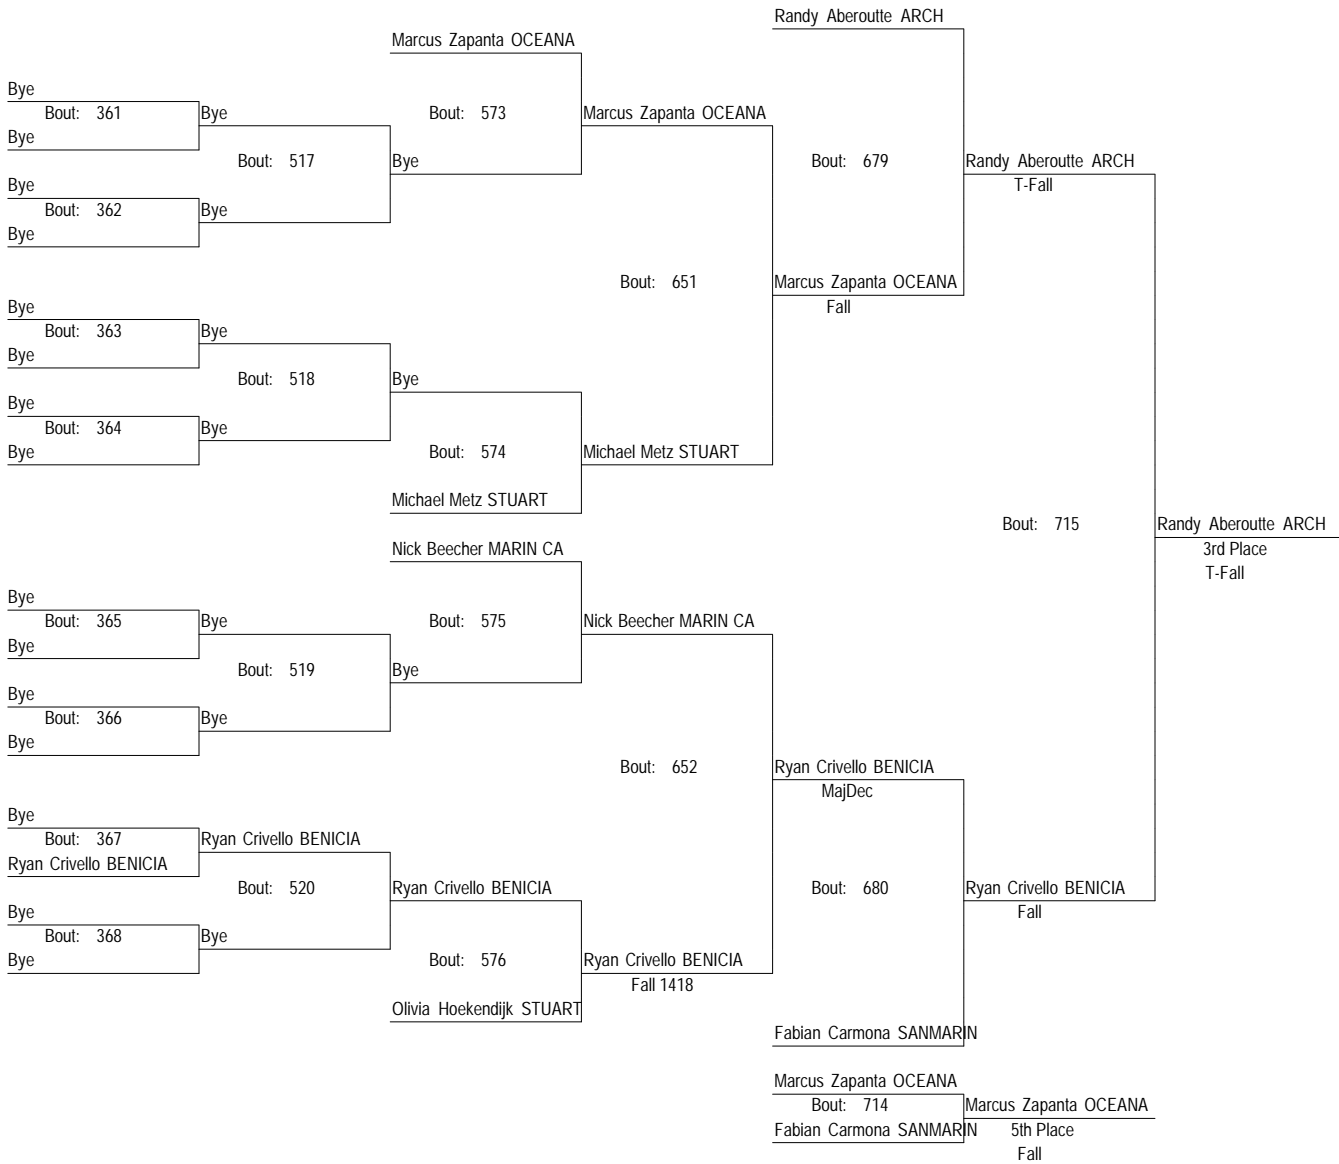 Randy Aberoutte ARCH
Marcus Zapanta OCEANA
Bye
Bout: 361
Bye
Bout: 573
Marcus Zapanta OCEANA
Bye
Bout: 517
Bye
Bout: 679
Randy Aberoutte ARCH
Bye
T-Fall
Bout: 362
Bye
Bye
Bout: 651
Marcus Zapanta OCEANA
Bye
Fall
Bout: 363
Bye
Bye
Bout: 518
Bye
Bye
Bout: 364
Bye
Bye
Bout: 574
Michael Metz STUART
Michael Metz STUART
Bout: 715
Randy Aberoutte ARCH
Nick Beecher MARIN CA
3rd Place
T-Fall
Bye
Bout: 365
Bye
Bout: 575
Nick Beecher MARIN CA
Bye
Bout: 519
Bye
Bye
Bout: 366
Bye
Bye
Bout: 652
Ryan Crivello BENICIA
MajDec
Bye
Bout: 367
Ryan Crivello BENICIA
Ryan Crivello BENICIA
Bout: 520
Ryan Crivello BENICIA
Bout: 680
Ryan Crivello BENICIA
Bye
Fall
Bout: 368
Bye
Bye
Bout: 576
Ryan Crivello BENICIA
Fall 1418
Olivia Hoekendijk STUART
Fabian Carmona SANMARIN
Marcus Zapanta OCEANA
Bout: 714
Marcus Zapanta OCEANA
Fabian Carmona SANMARIN
5th Place
Fall